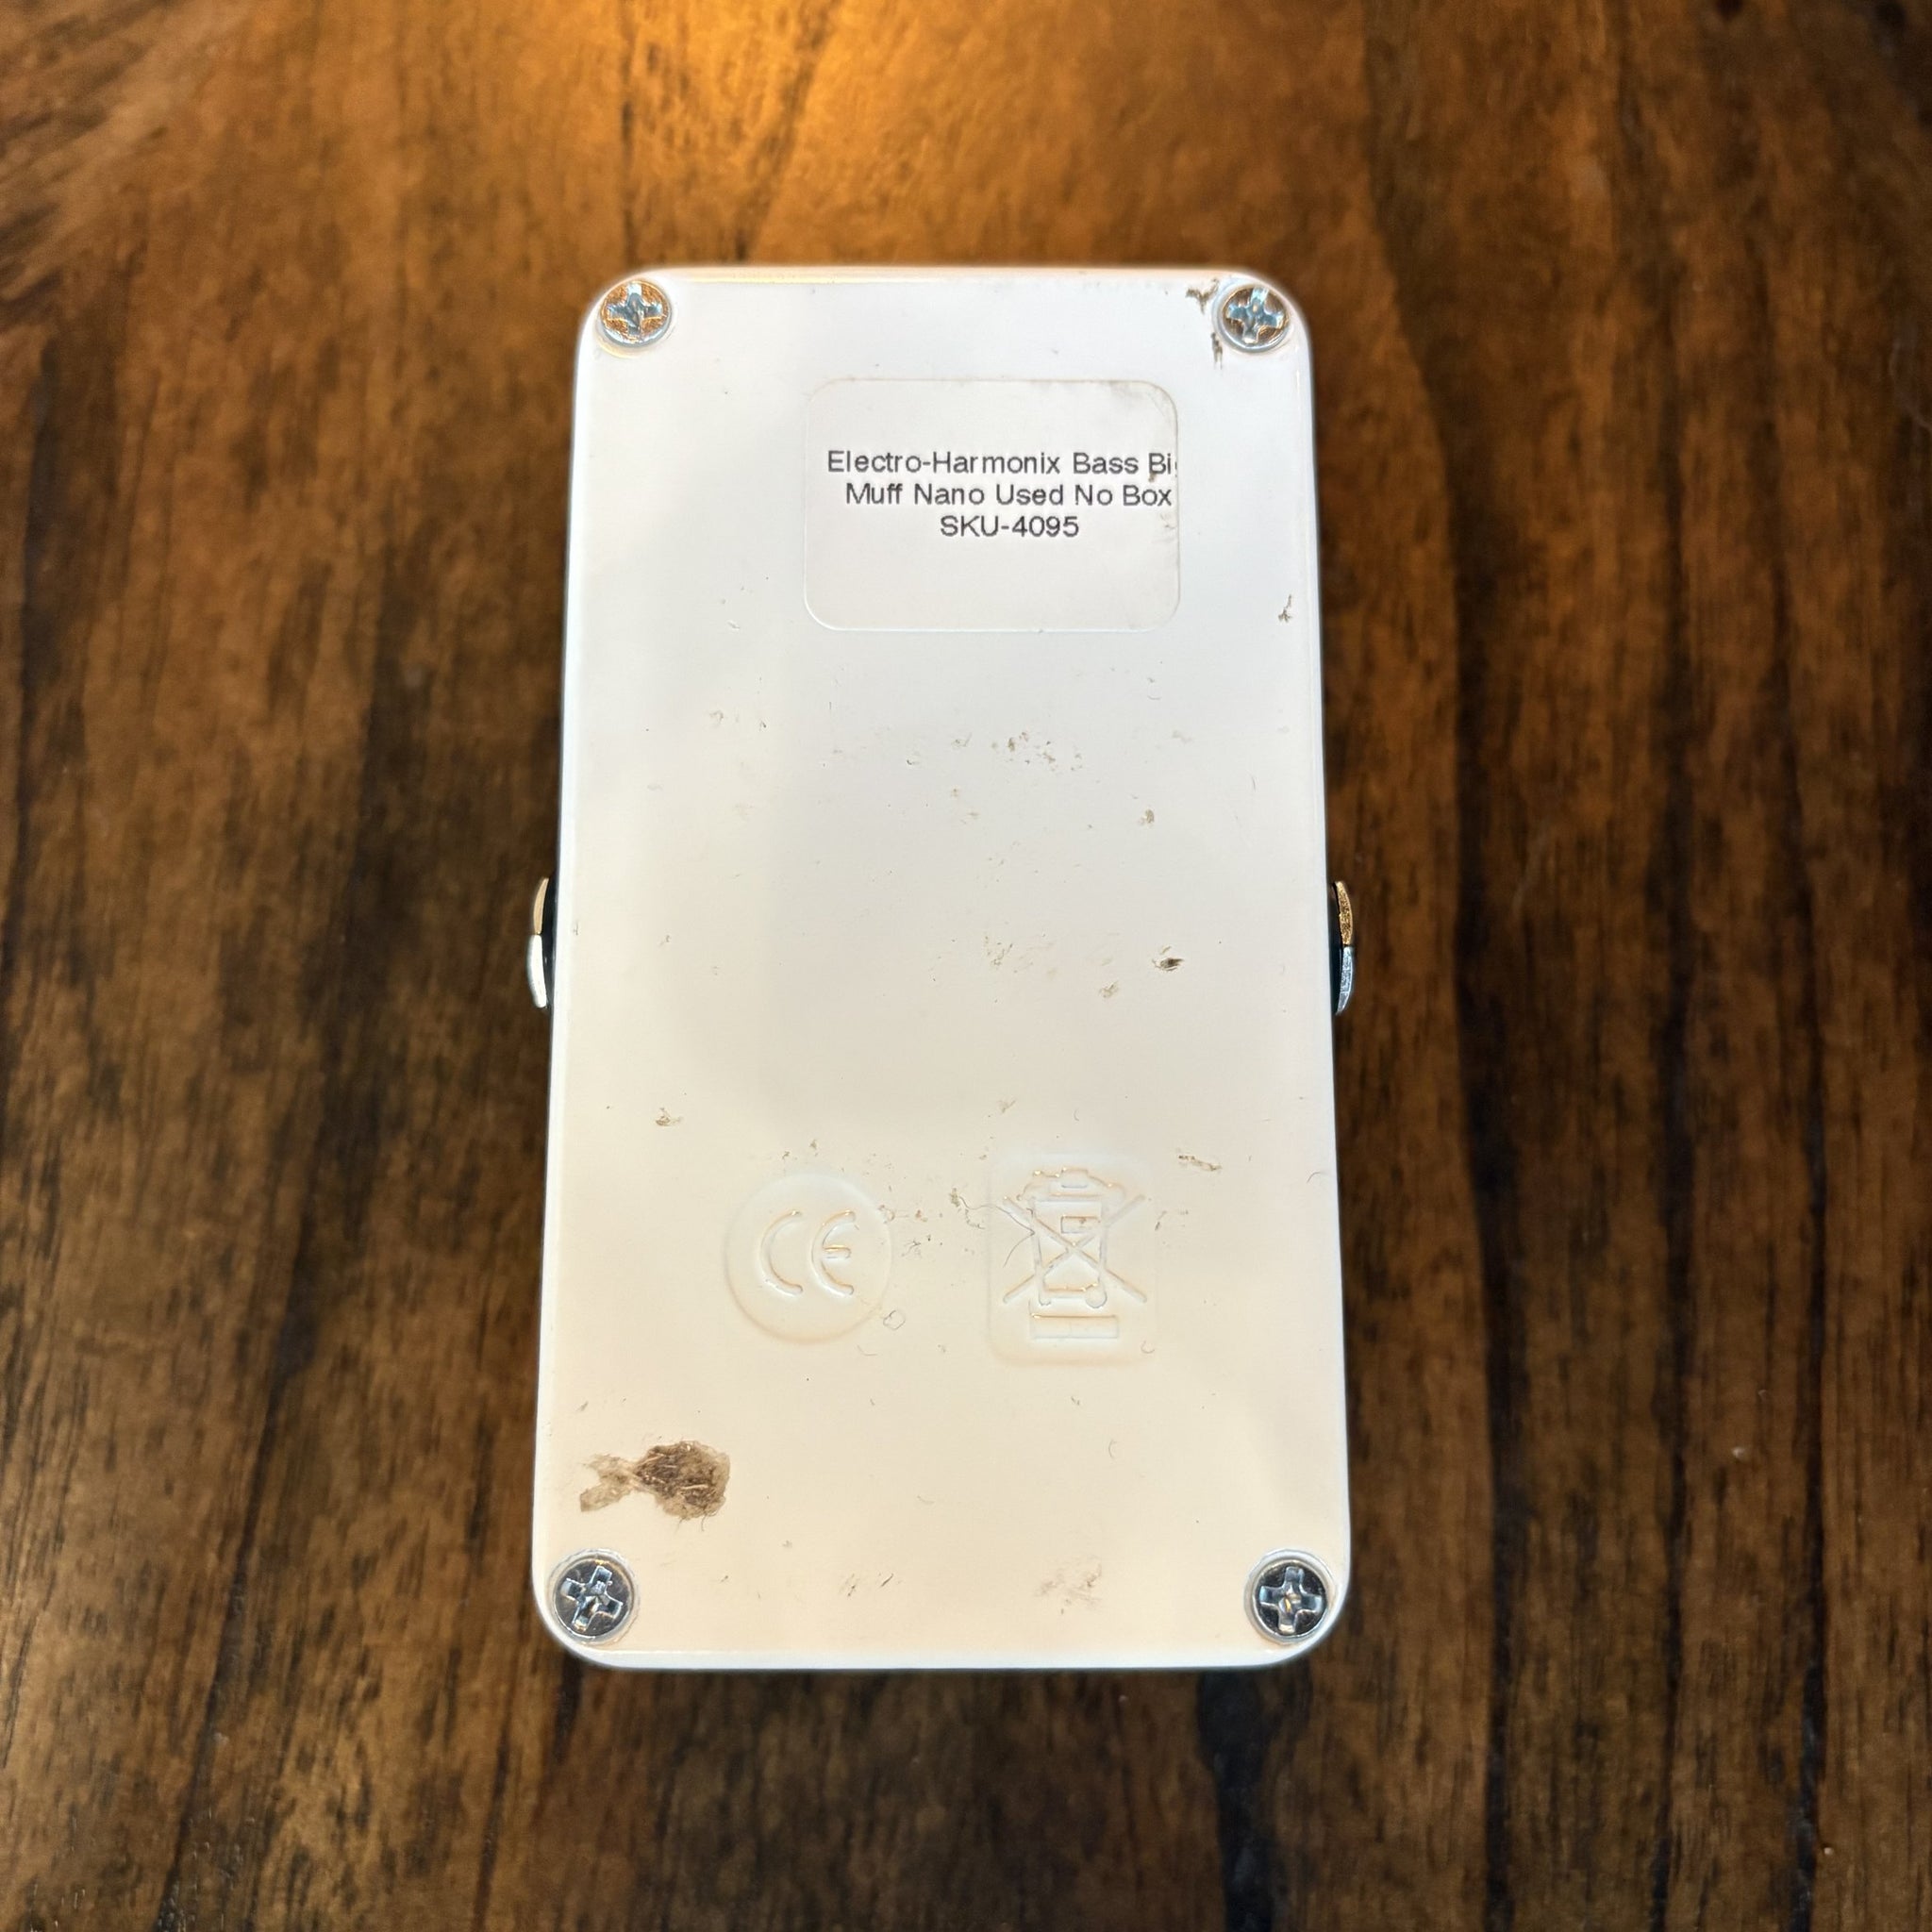 Electro-Harmonix Bass Bi
Muff Nano Used No Box
SKU-4095
CE